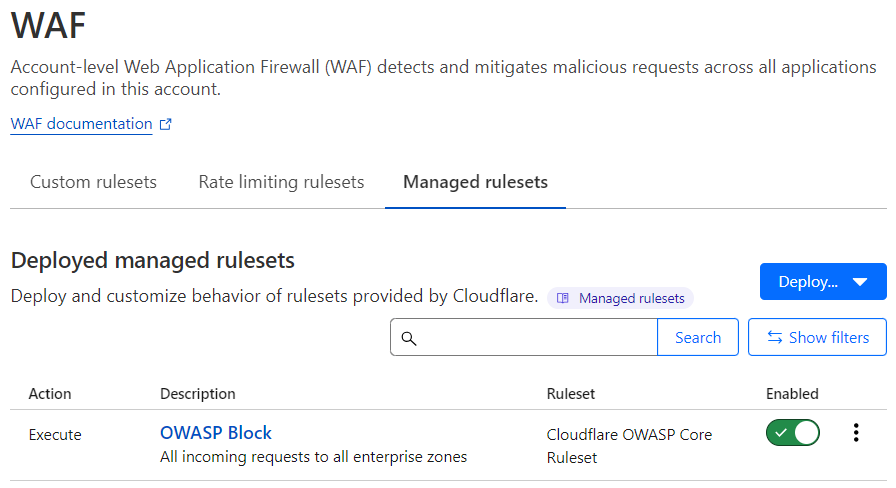 WAF
Account-level Web Application Firewall (WAF) detects and mitigates malicious requests across all applications
configured in this account.
WAF documentation
Custom rulesets Rate limiting rulesets Managed rulesets
Deployed managed rulesets
Deploy and customize behavior of rulesets provided by Cloudflare. Managed rulesets
Deploy...
Search Show filters
Action Description Ruleset Enabled
Execute OWASP Block Cloudflare OWASP Core
All incoming requests to all enterprise zones Ruleset